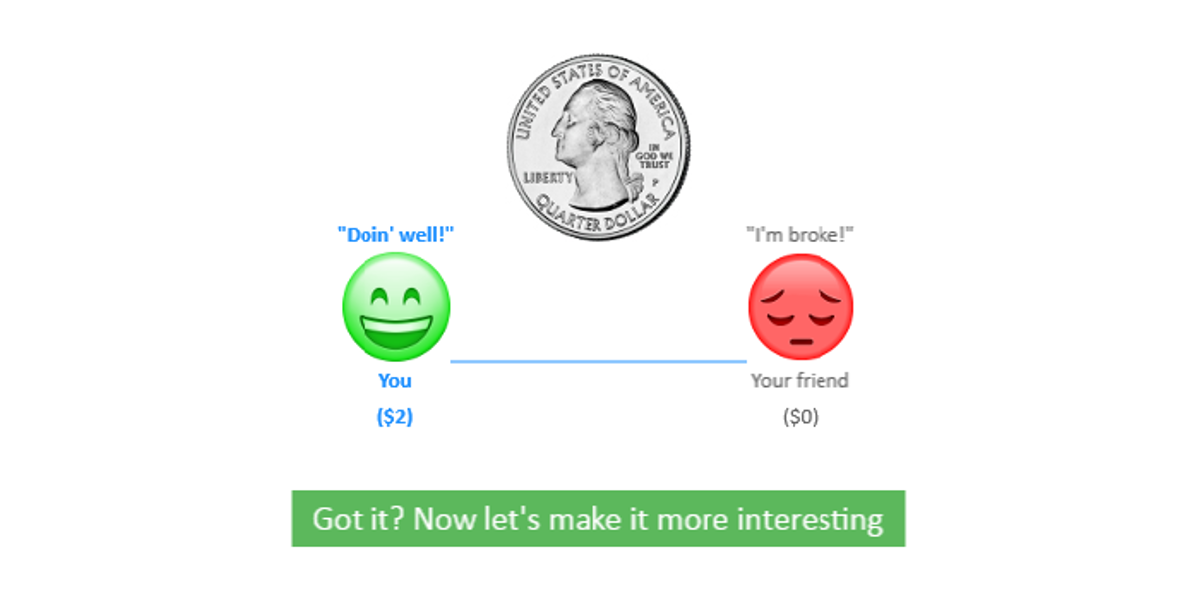 UNITED STATES OF AMERICA
IN
GOD WE
TRUST
LIBERTY
P
QUARTER DOLLAR
"Doin' well!"
"I'm broke!"
You
Your friend
($2)
($0)
Got it? Now let's make it more interesting